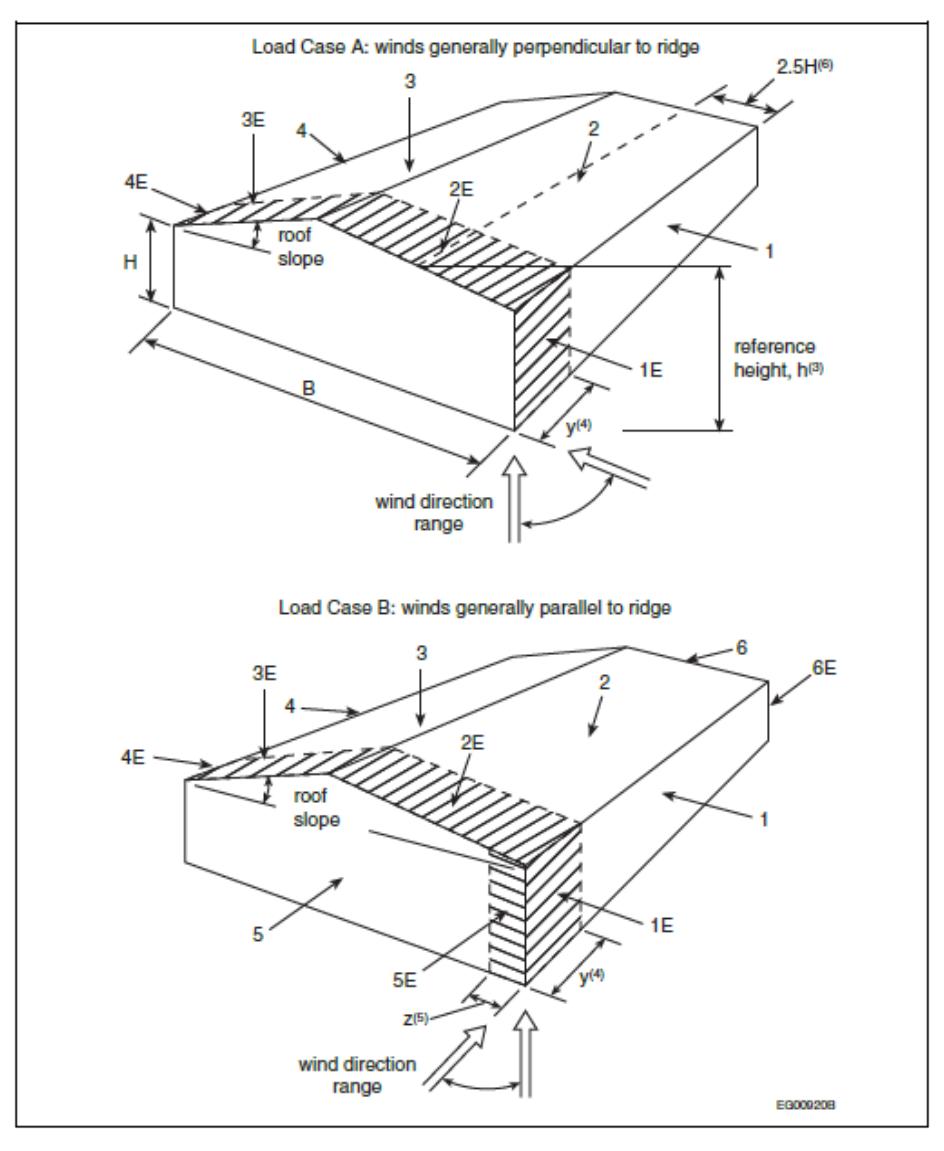 Load Case A: winds generally perpendicular to ridge
2.5H(6)
3
3E
4
2
4E
2E
roof
slope
1
H
reference
height, h(3)
1E
B
y(4)
wind direction
range
Load Case B: winds generally parallel to ridge
6
3
6E
3E
2
4
2E
4E
roof
slope
1
5
1E
5E
y(4)
z(5)
wind direction
range
EG00920B